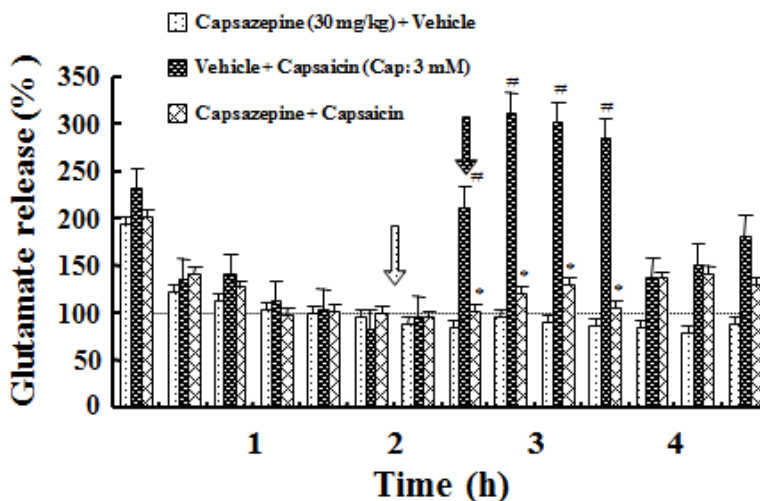 Capsazepine (30 mg/kg) + Vehicle
Vehicle + Capsaicin (Cap: 3 mM)
Capsazepine + Capsaicin
Glutamate release (%)
350
300
250
200
150
100
50
0
#
#
#
#
*
*
*
*
1 2 3 4
Time (h)